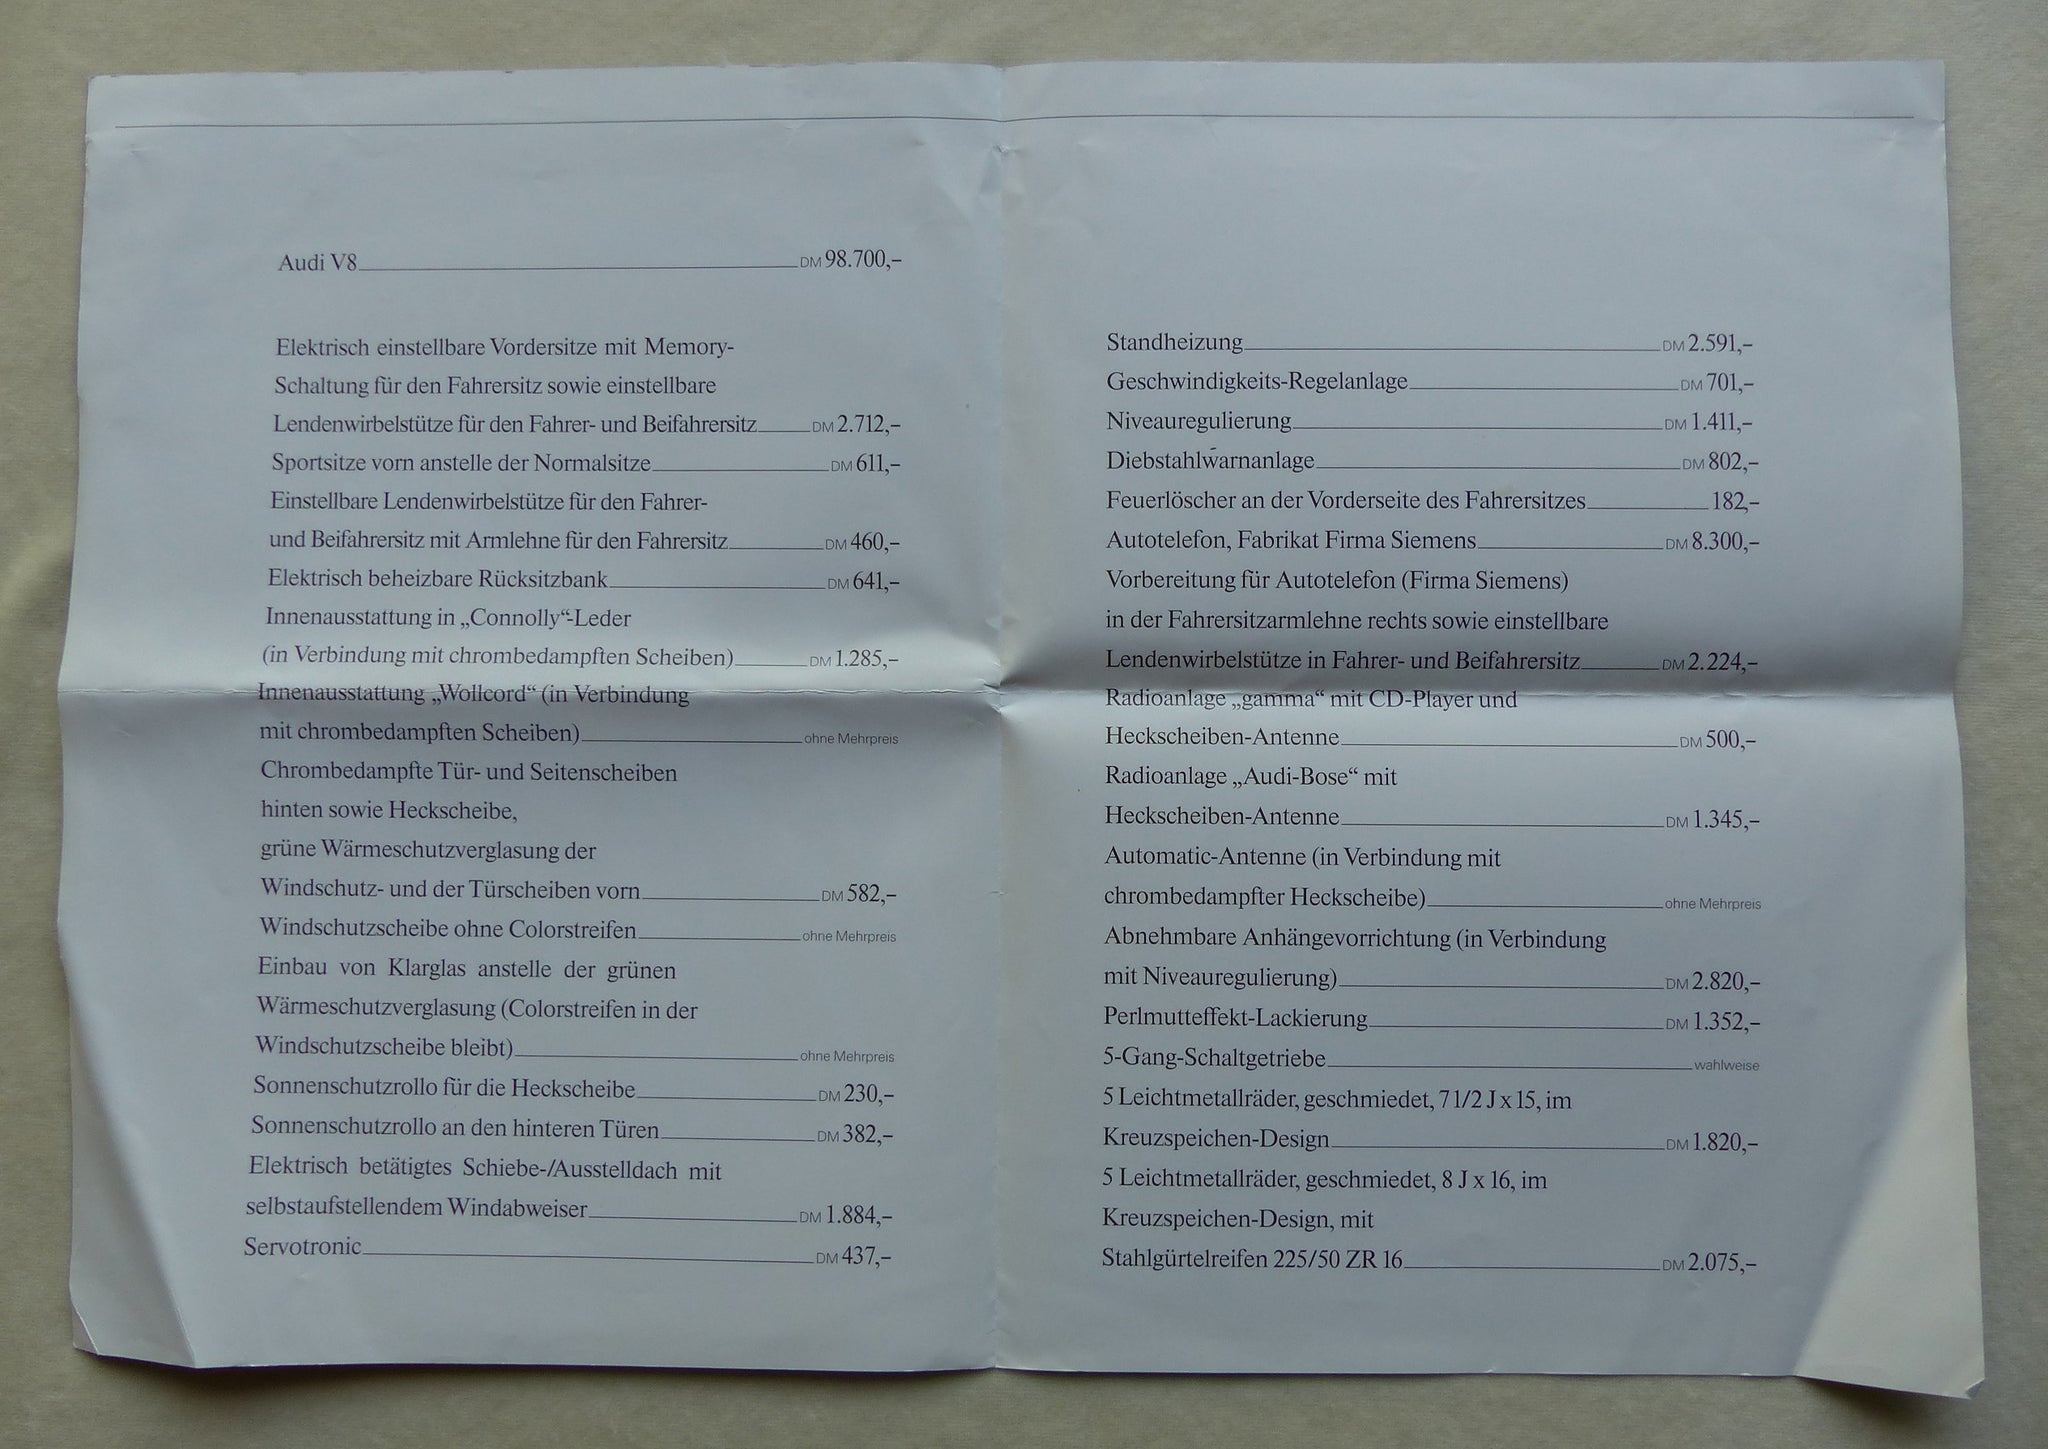 Audi V8 DM 98.700,–
Elektrisch einstellbare Vordersitze mit Memory-
Schaltung für den Fahrersitz sowie einstellbare
Lendenwirbelstütze für den Fahrer- und Beifahrersitz DM 2.712,–
Sportsitze vorn anstelle der Normalsitze DM 611,–
Einstellbare Lendenwirbelstütze für den Fahrer-
und Beifahrersitz mit Armlehne für den Fahrersitz DM 460,–
Elektrisch beheizbare Rücksitzbank DM 641,–
Innenausstattung in „Connolly“-Leder
(in Verbindung mit chrombedampften Scheiben) DM 1.285,–
Innenausstattung „Wollcord“ (in Verbindung
mit chrombedampften Scheiben) ohne Mehrpreis
Chrombedampfte Tür- und Seitenscheiben
hinten sowie Heckscheibe,
grüne Wärmeschutzverglasung der
Windschutz- und der Türscheiben vorn DM 582,–
Windschutzscheibe ohne Colorstreifen ohne Mehrpreis
Einbau von Klarglas anstelle der grünen
Wärmeschutzverglasung (Colorstreifen in der
Windschutzscheibe bleibt) ohne Mehrpreis
Sonnenschutzrollo für die Heckscheibe DM 230,–
Sonnenschutzrollo an den hinteren Türen DM 382,–
Elektrisch betätigtes Schiebe-/Ausstelldach mit
selbstaufstellendem Windabweiser DM 1.884,–
Servotronic DM 437,–
Standheizung DM 2.591,–
Geschwindigkeits-Regelanlage DM 701,–
Niveauregulierung DM 1.411,–
Diebstahlwarnanlage DM 802,–
Feuerlöscher an der Vorderseite des Fahrersitzes 182,–
Autotelefon, Fabrikat Firma Siemens DM 8.300,–
Vorbereitung für Autotelefon (Firma Siemens)
in der Fahrersitzarmlehne rechts sowie einstellbare
Lendenwirbelstütze in Fahrer- und Beifahrersitz DM 2.224,–
Radioanlage „gamma“ mit CD-Player und
Heckscheiben-Antenne DM 500,–
Radioanlage „Audi-Bose“ mit
Heckscheiben-Antenne DM 1.345,–
Automatic-Antenne (in Verbindung mit
chrombedampfter Heckscheibe) ohne Mehrpreis
Abnehmbare Anhängevorrichtung (in Verbindung
mit Niveauregulierung) DM 2.820,–
Perlmutteffekt-Lackierung DM 1.352,–
5-Gang-Schaltgetriebe wahlweise
5 Leichtmetallräder, geschmiedet, 7 1/2 J x 15, im
Kreuzspeichen-Design DM 1.820,–
5 Leichtmetallräder, geschmiedet, 8 J x 16, im
Kreuzspeichen-Design, mit
Stahlgürtelreifen 225/50 ZR 16 DM 2.075,–